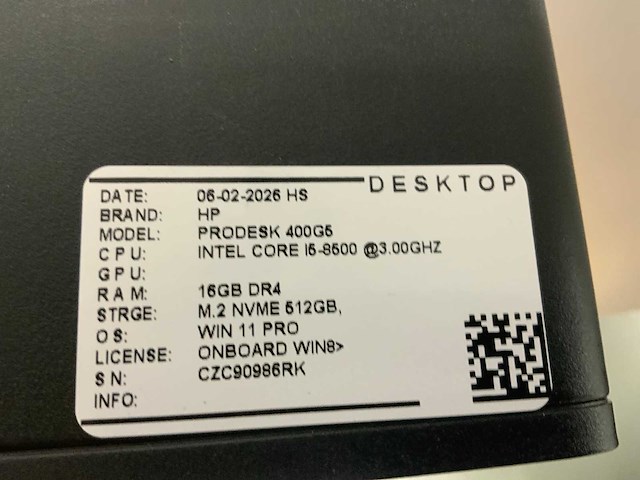 DESKTOP
DATE: 06-02-2026 HS
BRAND: HP
MODEL: PRODESK 400G5
CPU: INTEL CORE I5-8500 @3.00GHZ
GPU:
RAM: 16GB DR4
STRGE: M.2 NVME 512GB,
OS: WIN 11 PRO
LICENSE: ONBOARD WIN8>
SN: CZC90986RK
INFO: